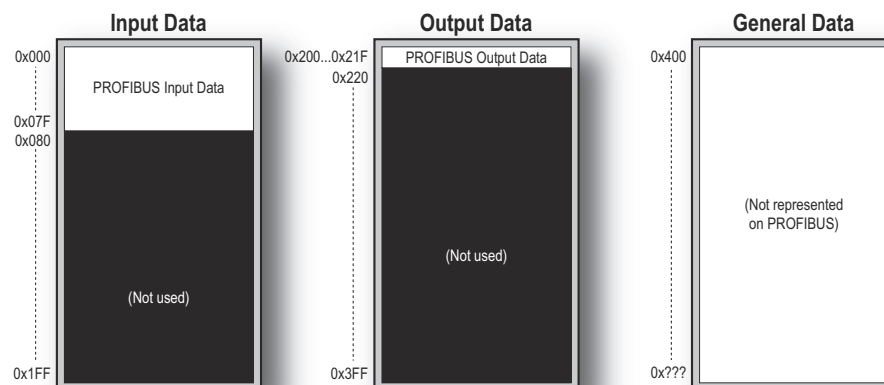 Input Data
0x000
PROFIBUS Input Data
0x07F
0x080
(Not used)
0x1FF
Output Data
0x200...0x21F
PROFIBUS Output Data
0x220
(Not used)
0x3FF
General Data
0x400
(Not represented
on PROFIBUS)
0x???